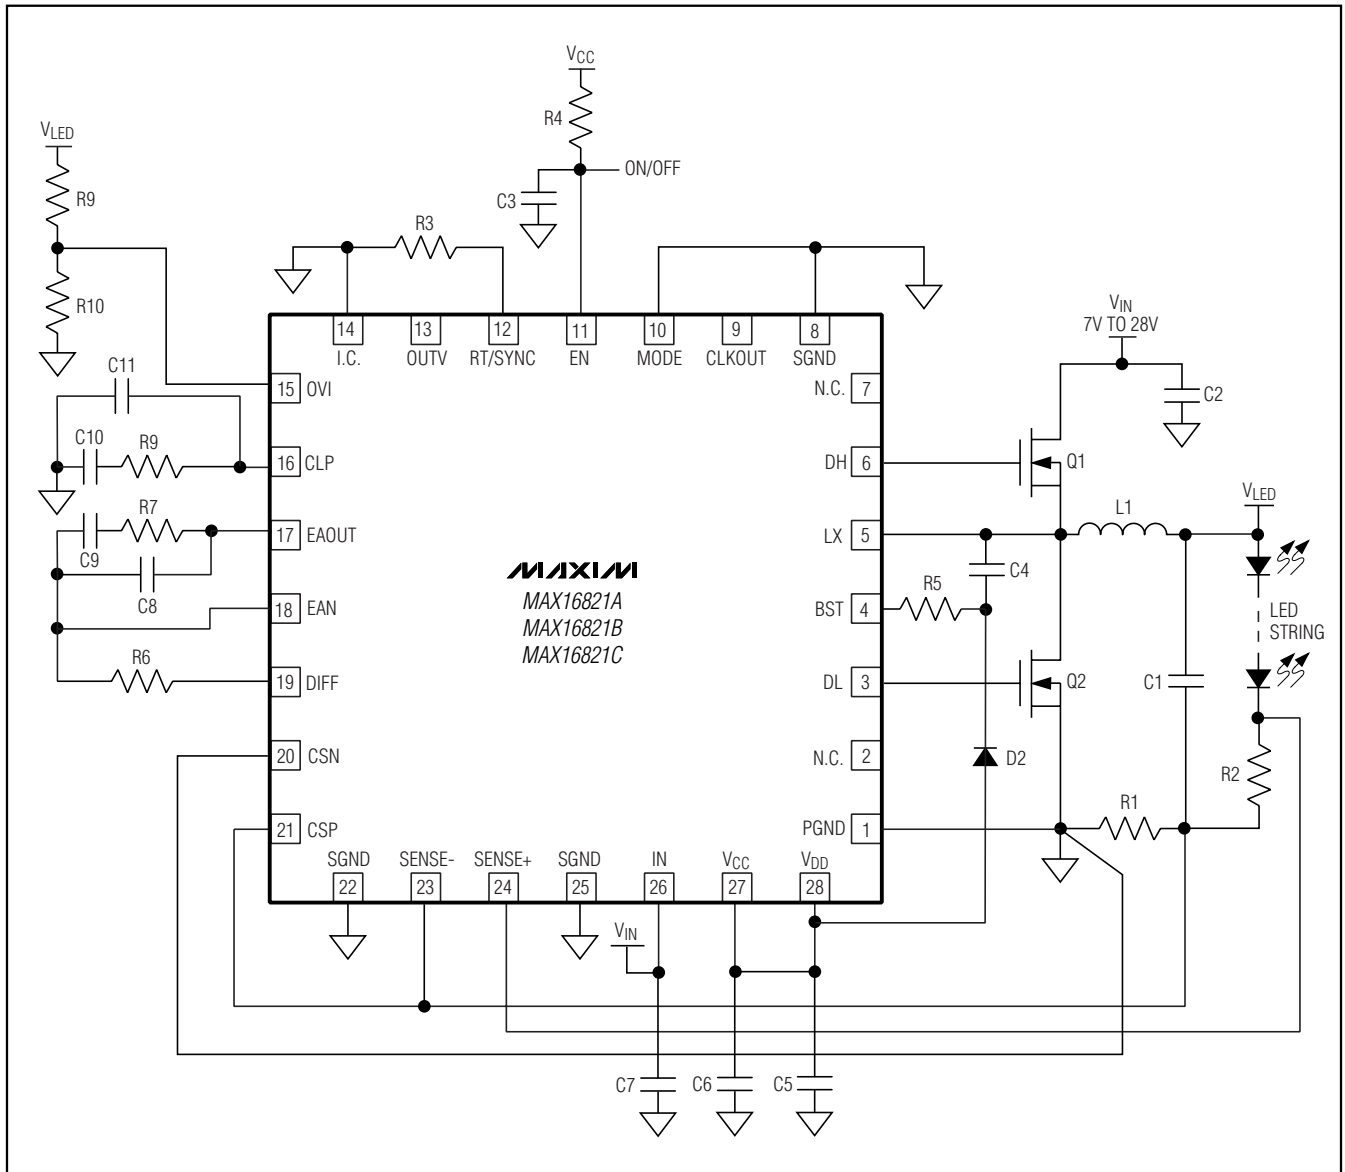 VCC
R4
VLED
ON/OFF
R9
C3
R3
R10
VIN
7V TO 28V
14
13
12
11
10
9
8
I.C.
OUTV
RT/SYNC
EN
MODE
CLKOUT
SGND
C11
15 OVI
N.C. 7
C2
C10 R9
16 CLP
DH 6
Q1
VLED
R7
L1
17 EAOUT
LX 5
C9
C8
MAXIM
MAX16821A
MAX16821B
MAX16821C
C4
R5
18 EAN
BST 4
LED
STRING
R6
19 DIFF
DL 3
Q2
C1
20 CSN
N.C. 2
D2
R2
R1
21 CSP
PGND 1
SGND
SENSE-
SENSE+
SGND
IN
VCC
VDD
22
23
24
25
26
27
28
VIN
C7
C6
C5